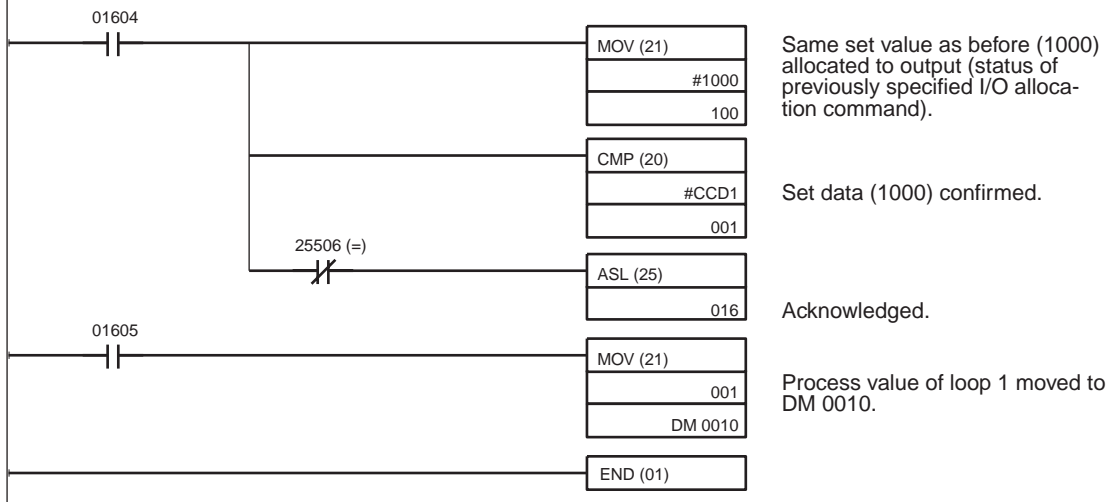 01604
MOV (21)
#1000
100
Same set value as before (1000)
allocated to output (status of
previously specified I/O alloca-
tion command).
CMP (20)
#CCD1
001
Set data (1000) confirmed.
25506 (=)
ASL (25)
016
Acknowledged.
01605
MOV (21)
001
DM 0010
Process value of loop 1 moved to
DM 0010.
END (01)